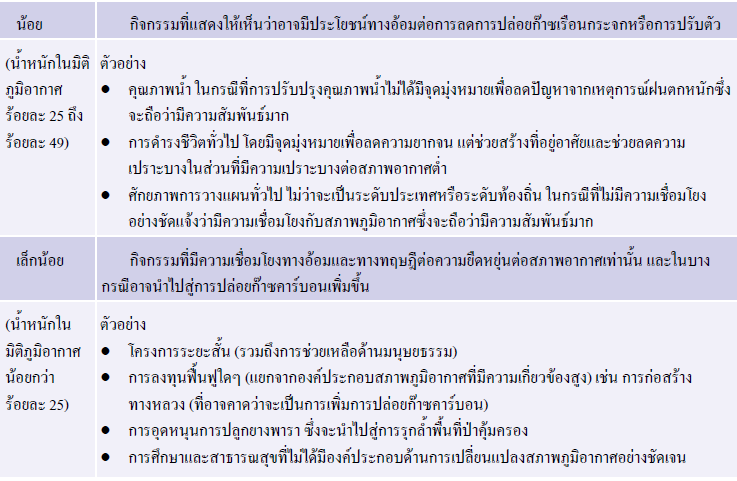 น้อย
กิจกรรมที่แสดงให้เห็นว่าอาจมีประโยชน์ทางอ้อมต่อการลดการปล่อยก๊าซเรือนกระจกหรือการปรับตัว
(น้ำหนักในมิติ
ภูมิอากาศ
ร้อยละ 25 ถึง
ร้อยละ 49)
ตัวอย่าง
● คุณภาพน้ำ ในกรณีที่การปรับปรุงคุณภาพน้ำไม่ได้มีจุดมุ่งหมายเพื่อลดปัญหาจากเหตุการณ์ฝนตกหนักซึ่ง
จะถือว่ามีความสัมพันธ์มาก
● การดำรงชีวิตทั่วไป โดยมีจุดมุ่งหมายเพื่อลดความยากจน แต่ช่วยสร้างที่อยู่อาศัยและช่วยลดความ
เปราะบางในส่วนที่มีความเปราะบางต่อสภาพอากาศต่ำ
● ศักยภาพการวางแผนทั่วไป ไม่ว่าจะเป็นระดับประเทศหรือระดับท้องถิ่น ในกรณีที่ไม่มีความเชื่อมโยง
อย่างชัดแจ้งว่ามีความเชื่อมโยงกับสภาพภูมิอากาศซึ่งจะถือว่ามีความสัมพันธ์มาก
เล็กน้อย
กิจกรรมที่มีความเชื่อมโยงทางอ้อมและทางทฤษฎีต่อความยืดหยุ่นต่อสภาพอากาศเท่านั้น และในบาง
กรณีอาจนำไปสู่การปล่อยก๊าซคาร์บอนเพิ่มขึ้น
(น้ำหนักใน
มิติภูมิอากาศ
น้อยกว่า
ร้อยละ 25)
ตัวอย่าง
● โครงการระยะสั้น (รวมถึงการช่วยเหลือด้านมนุษยธรรม)
● การลงทุนฟื้นฟูใดๆ (แยกจากองค์ประกอบสภาพภูมิอากาศที่มีความเกี่ยวข้องสูง) เช่น การก่อสร้าง
ทางหลวง (ที่อาจคาดว่าจะเป็นการเพิ่มการปล่อยก๊าซคาร์บอน)
● การอุดหนุนการปลูกยางพารา ซึ่งจะนำไปสู่การรุกล้ำพื้นที่ป่าคุ้มครอง
● การศึกษาและสาธารณสุขที่ไม่ได้มีองค์ประกอบด้านการเปลี่ยนแปลงสภาพภูมิอากาศอย่างชัดเจน